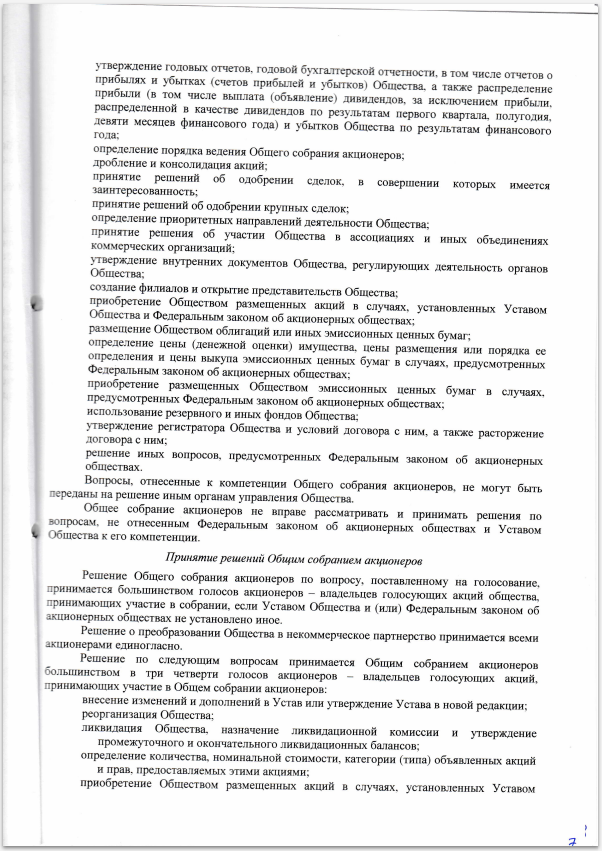 утверждение годовых отчетов, годовой бухгалтерской отчетности, в том числе отчетов о
прибылях и убытках (счетов прибылей и убытков) Общества, а также распределение
прибыли (в том числе выплата (объявление) дивидендов, за исключением прибыли,
распределенной в качестве дивидендов по результатам первого квартала, полугодия,
девяти месяцев финансового года) и убытков Общества по результатам финансового
года;
определение порядка ведения Общего собрания акционеров;
дробление и консолидация акций;
принятие решений об одобрении сделок, в совершении которых имеется
заинтересованность;
принятие решений об одобрении крупных сделок;
определение приоритетных направлений деятельности Общества;
принятие решения об участии Общества в ассоциациях и иных объединениях
коммерческих организаций;
утверждение внутренних документов Общества, регулирующих деятельность органов
Общества;
создание филиалов и открытие представительств Общества;
приобретение Обществом размещенных акций в случаях, установленных Уставом
Общества и Федеральным законом об акционерных обществах;
размещение Обществом облигаций или иных эмиссионных ценных бумаг;
определение цены (денежной оценки) имущества, цены размещения или порядка ее
определения и цены выкупа эмиссионных ценных бумаг в случаях, предусмотренных
Федеральным законом об акционерных обществах;
приобретение размещенных Обществом эмиссионных ценных бумаг в случаях,
предусмотренных Федеральным законом об акционерных обществах;
использование резервного и иных фондов Общества;
утверждение регистратора Общества и условий договора с ним, а также расторжение
договора с ним;
решение иных вопросов, предусмотренных Федеральным законом об акционерных
обществах.
Вопросы, отнесенные к компетенции Общего собрания акционеров, не могут быть
переданы на решение иным органам управления Общества.
Общее собрание акционеров не вправе рассматривать и принимать решения по
вопросам, не отнесенным Федеральным законом об акционерных обществах и Уставом
Общества к его компетенции.
Принятие решений Общим собранием акционеров
Решение Общего собрания акционеров по вопросу, поставленному на голосование,
принимается большинством голосов акционеров – владельцев голосующих акций общества,
принимающих участие в собрании, если Уставом Общества и (или) Федеральным законом об
акционерных обществах не установлено иное.
Решение о преобразовании Общества в некоммерческое партнерство принимается всеми
акционерами единогласно.
Решение по следующим вопросам принимается Общим собранием акционеров
большинством в три четверти голосов акционеров – владельцев голосующих акций,
принимающих участие в Общем собрании акционеров:
внесение изменений и дополнений в Устав или утверждение Устава в новой редакции;
реорганизация Общества;
ликвидация Общества, назначение ликвидационной комиссии и утверждение
промежуточного и окончательного ликвидационных балансов;
определение количества, номинальной стоимости, категории (типа) объявленных акций
и прав, предоставляемых этими акциями;
приобретение Обществом размещенных акций в случаях, установленных Уставом
7